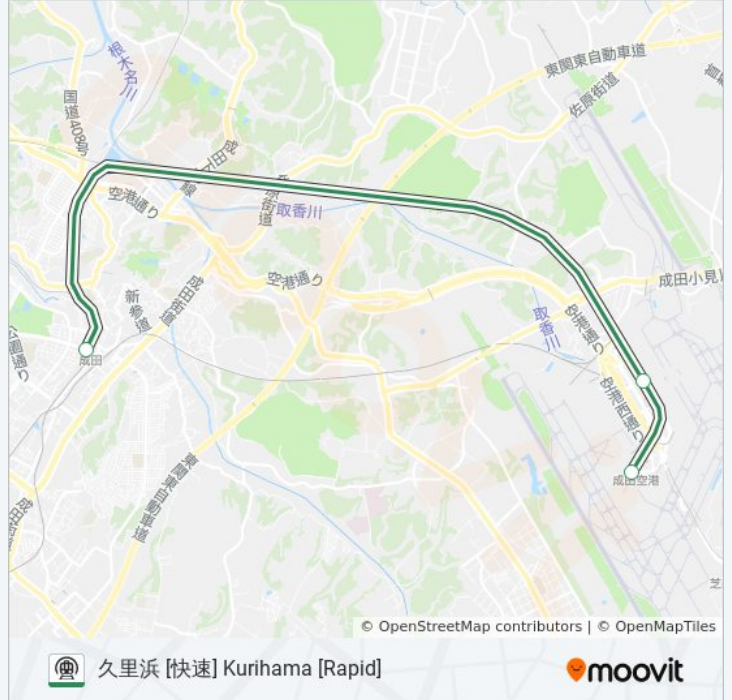 根木名川
東関東自動車道
佐原街道
国道408号
空港通り
取香川
空港通り
成田小見川
新参道
成田街道
取香川
空港通り
公園通り
成田
空港西通り
成田空港
東関東自動車道
© OpenStreetMap contributors | © OpenMapTiles
久里浜 [快速] Kurihama [Rapid]
moovit